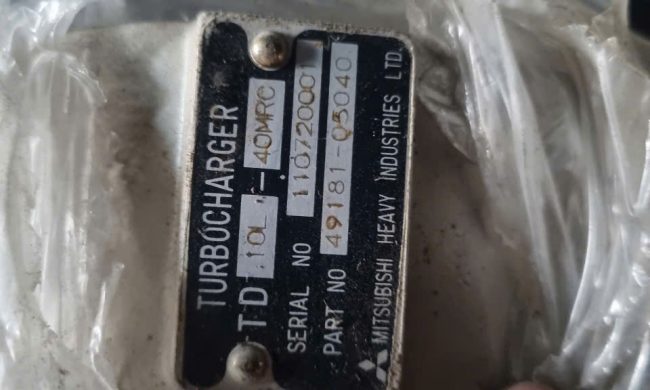 TURBOCHARGER
TD 10L - 40MRC
SERIAL NO 11072000
PART NO 49181-05040
MITSUBISHI HEAVY INDUSTRIES LTD.